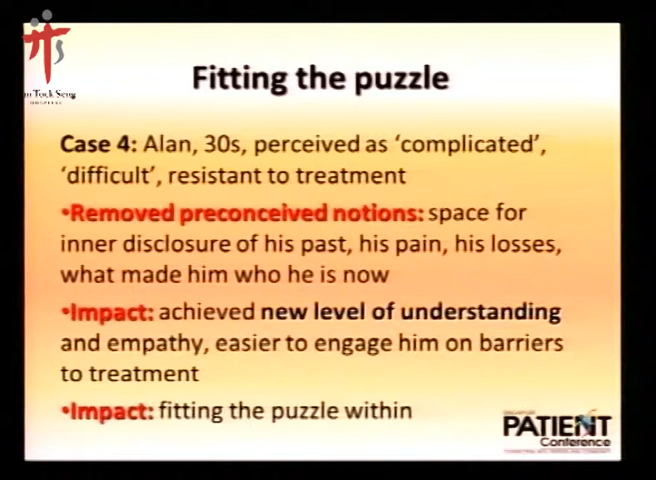 Tock Seng
HOSPITAL
Fitting the puzzle
Case 4: Alan, 30s, perceived as ‘complicated’,
‘difficult’, resistant to treatment
•Removed preconceived notions: space for
inner disclosure of his past, his pain, his losses,
what made him who he is now
•Impact: achieved new level of understanding
and empathy, easier to engage him on barriers
to treatment
•Impact: fitting the puzzle within
PATIENT
Conference